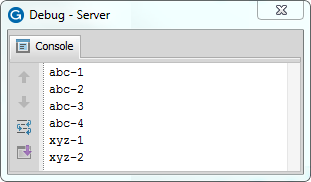 Debug - Server
Console
abc-1
abc-2
abc-3
abc-4
xyz-1
xyz-2